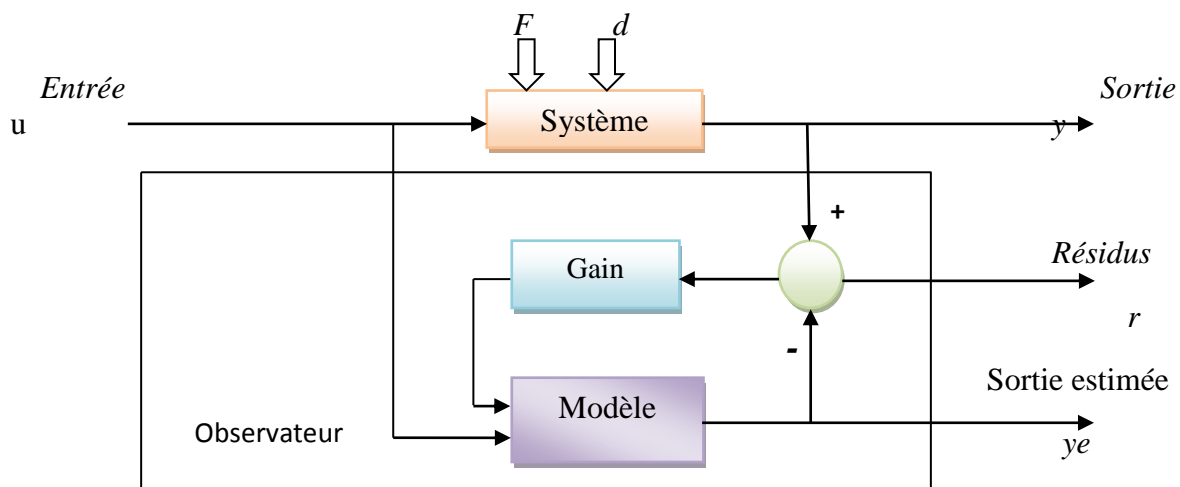 F d
Entrée
Sortie
u
Système
y
+
Gain
Résidus
r
-
Sortie estimée
Modèle
Observateur
ye